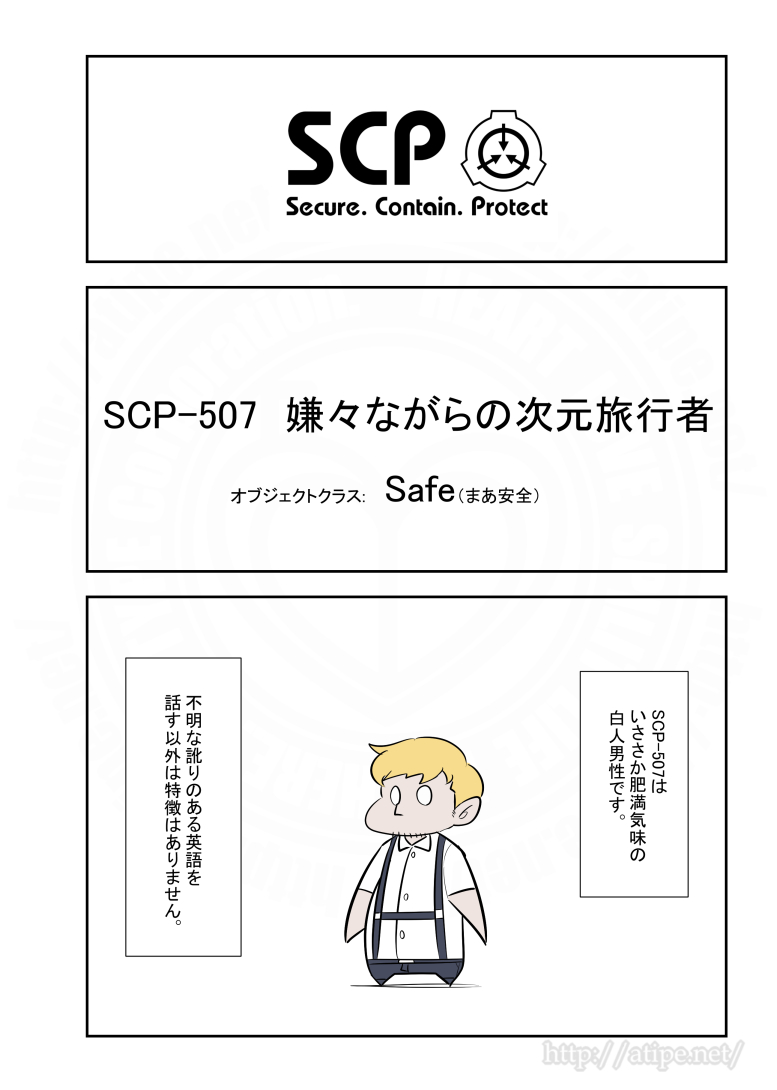 SCP
Secure. Contain. Protect
SCP-507 嫌々ながらの次元旅行者
オブジェクトクラス: Safe(まあ安全)
SCP-507は
いささか肥満気味の
白人男性です。
不明な訛りのある英語を
話す以外は特徴はありません。
http://atipe.net/